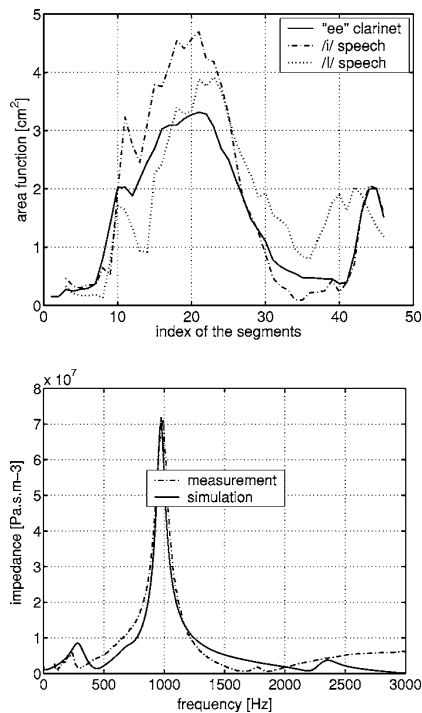 5
4
3
2
1
0
area function [cm2]
"ee" clarinet
/i/ speech
/l/ speech
0 10 20 30 40 50
index of the segments
x 10^7
8
7
6
5
4
3
2
1
0
impedance [Pa.s.m−3]
measurement
simulation
0 500 1000 1500 2000 2500 3000
frequency [Hz]